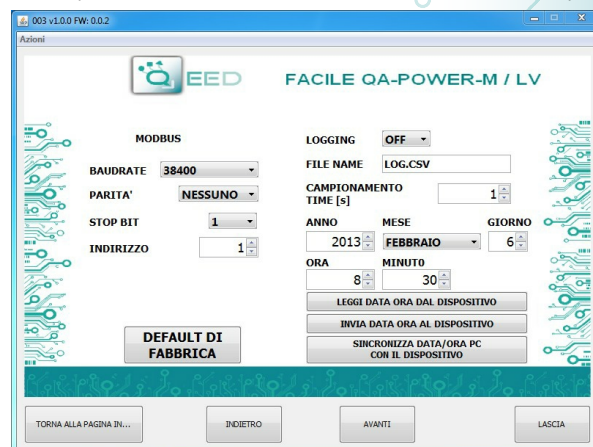 003 v1.0.0 FW: 0.0.2
Azioni
QEED
FACILE QA-POWER-M / LV
MODBUS
BAUDRATE 38400
PARITA' NESSUNO
STOP BIT 1
INDIRIZZO 1
DEFAULT DI
FABBRICA
LOGGING OFF
FILE NAME LOG.CSV
CAMPIONAMENTO
TIME [s] 1
ANNO MESE GIORNO
2013 FEBBRAIO 6
ORA MINUTO
8 30
LEGGI DATA ORA DAL DISPOSITIVO
INVIA DATA ORA AL DISPOSITIVO
SINCRONIZZA DATA/ORA PC
CON IL DISPOSITIVO
TORNA ALLA PAGINA IN... INDIETRO AVANTI LASCIA